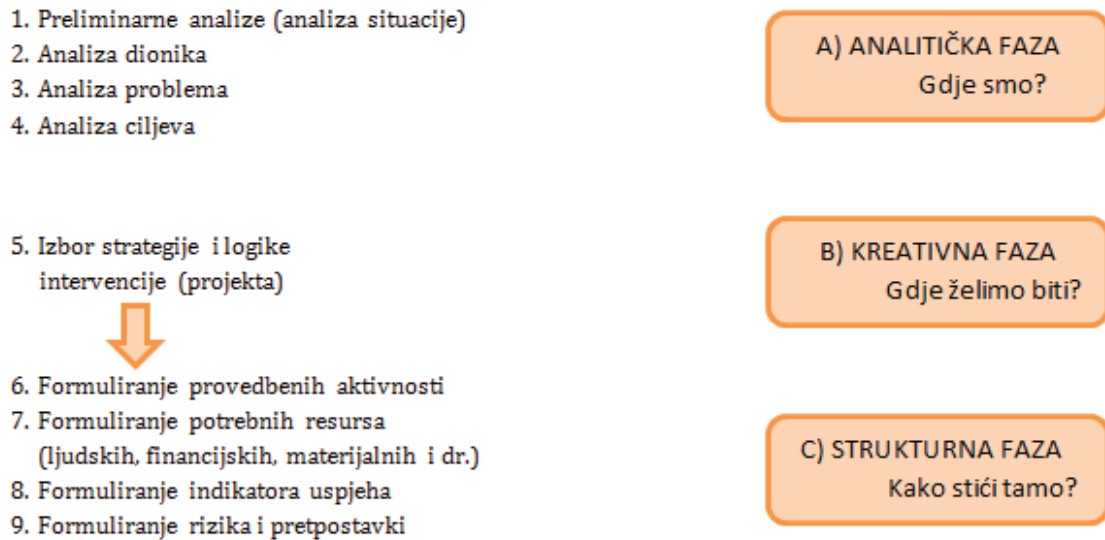 1. Preliminarne analize (analiza situacije)
2. Analiza dionika
3. Analiza problema
4. Analiza ciljeva
A) ANALITIČKA FAZA
Gdje smo?
5. Izbor strategije i logike
intervencije (projekta)
B) KREATIVNA FAZA
Gdje želimo biti?
6. Formuliranje provedbenih aktivnosti
7. Formuliranje potrebnih resursa
(ljudskih, financijskih, materijalnih i dr.)
8. Formuliranje indikatora uspjeha
9. Formuliranje rizika i pretpostavki
C) STRUKTURNA FAZA
Kako stići tamo?